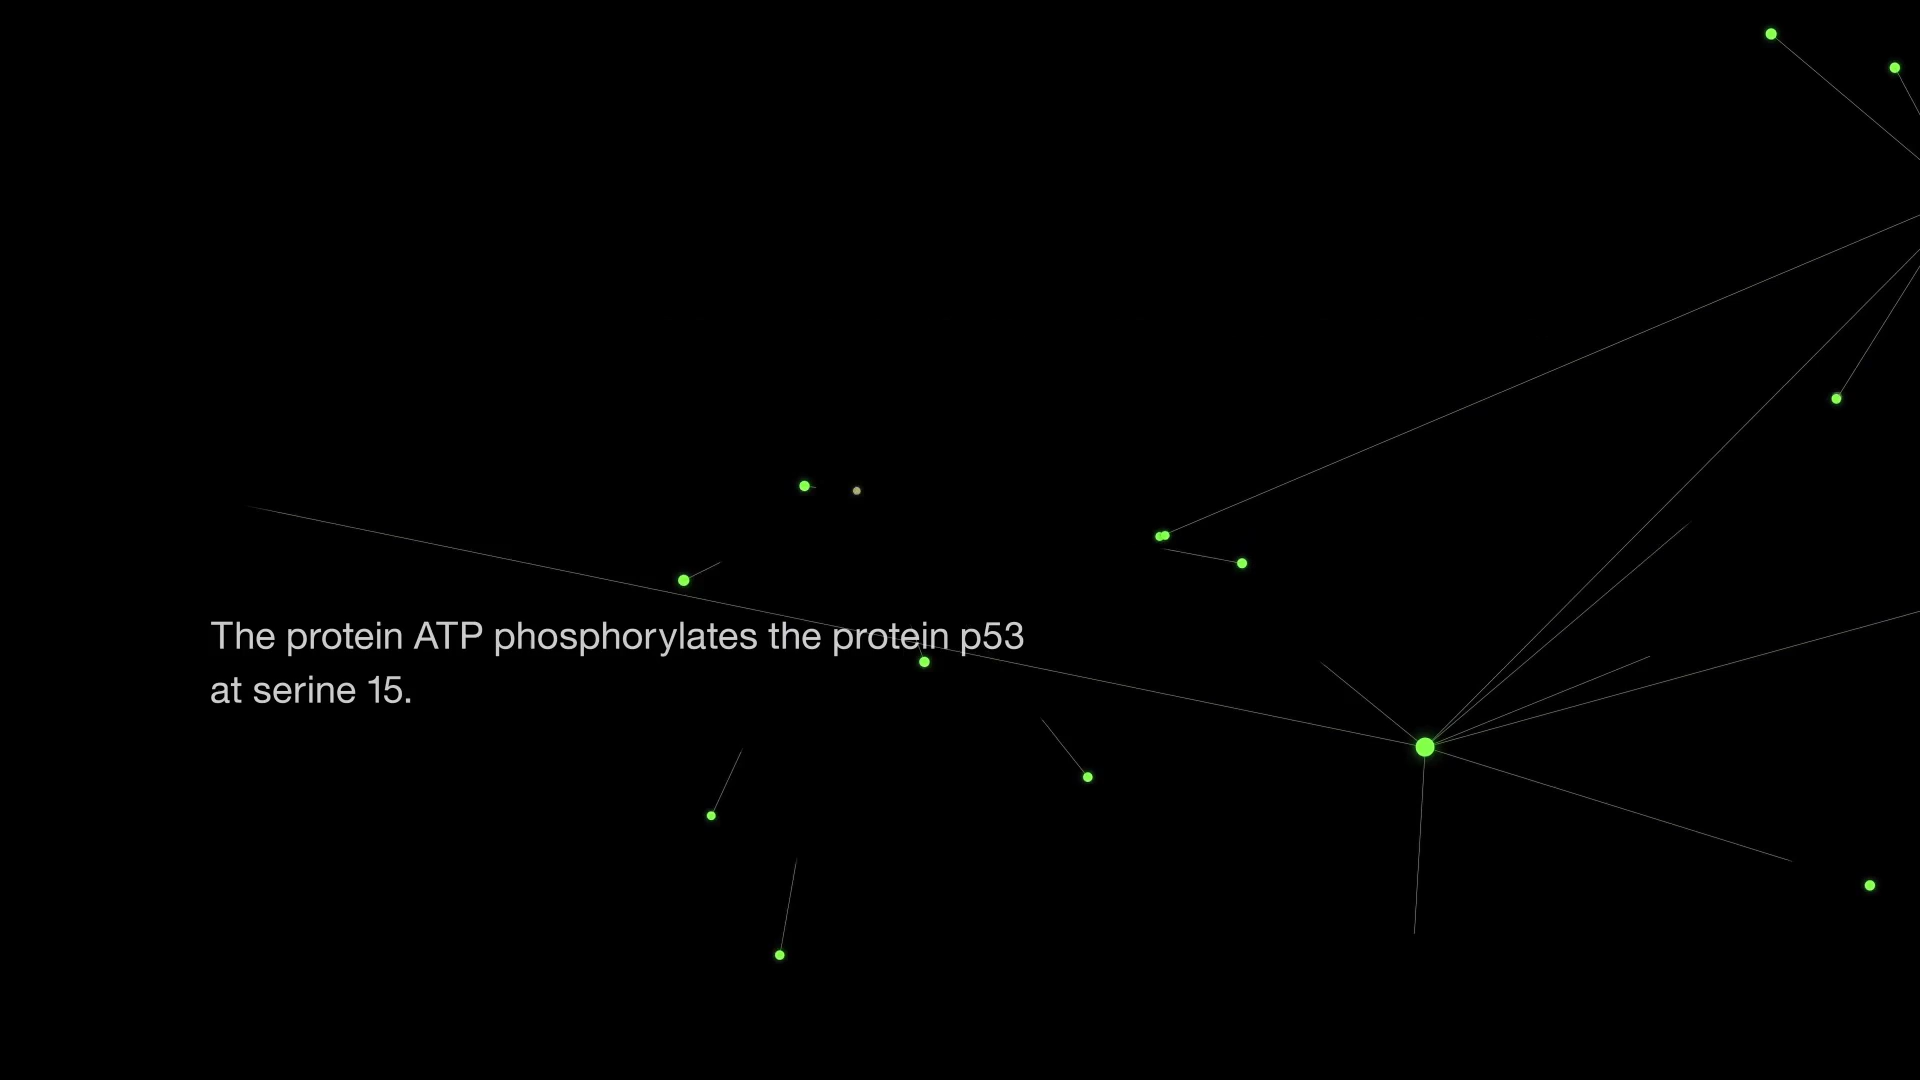 The protein ATP phosphorylates the protein p53
at serine 15.